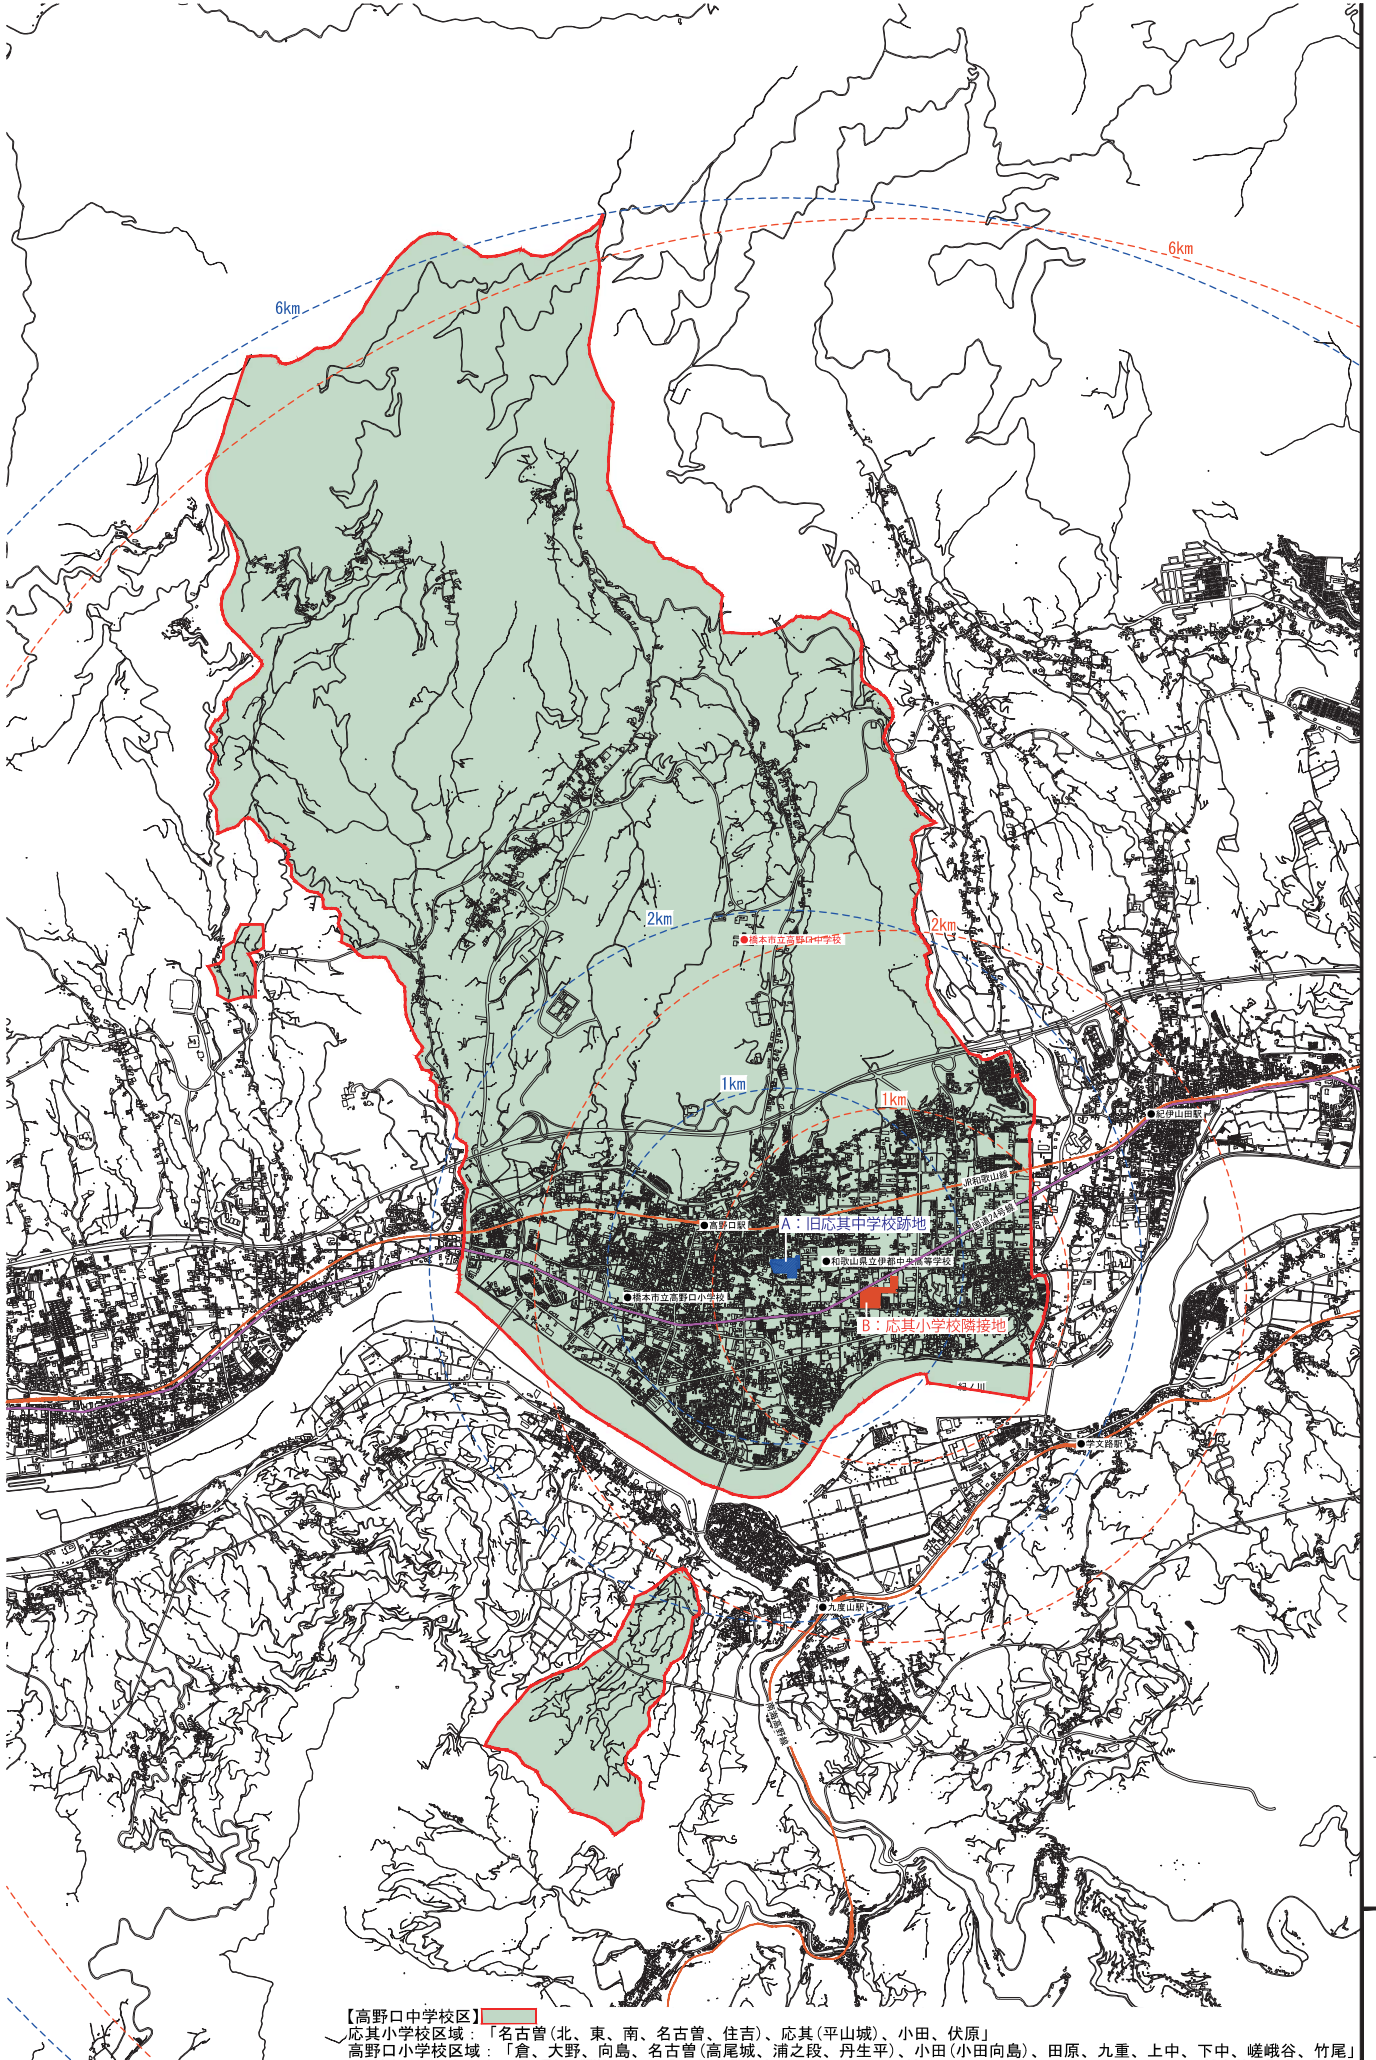 6km
6km
2km
●橋本市立高野口中学校
2km
1km
1km
●紀伊山田駅
JR和歌山線
国道24号線
●高野口駅
A：旧応其中学校跡地
●和歌山県立伊都中央高等学校
●橋本市立高野口小学校
B：応其小学校隣接地
紀ノ川
●学文路駅
●九度山駅
南海高野線
【高野口中学校区】
応其小学校区域：「名古曽(北、東、南、名古曽、住吉)、応其(平山城)、小田、伏原」
高野口小学校区域：「倉、大野、向島、名古曽(高尾城、浦之段、丹生平)、小田(小田向島)、田原、九重、上中、下中、嵯峨谷、竹尾」